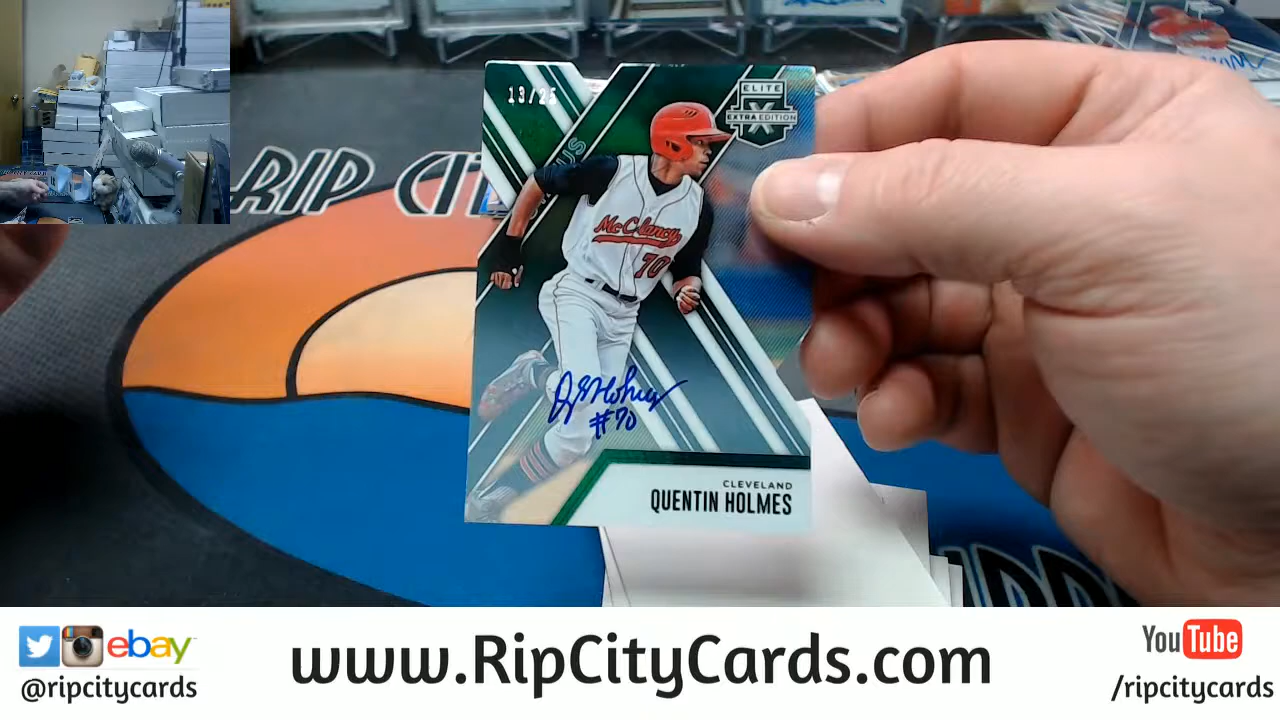 RIP CIT
13/25
ELITE
EXTRA EDITION
X
US
McClancy
70
#70
CLEVELAND
QUENTIN HOLMES
ebay
@ripcitycards
www.RipCityCards.com
YouTube
/ripcitycards